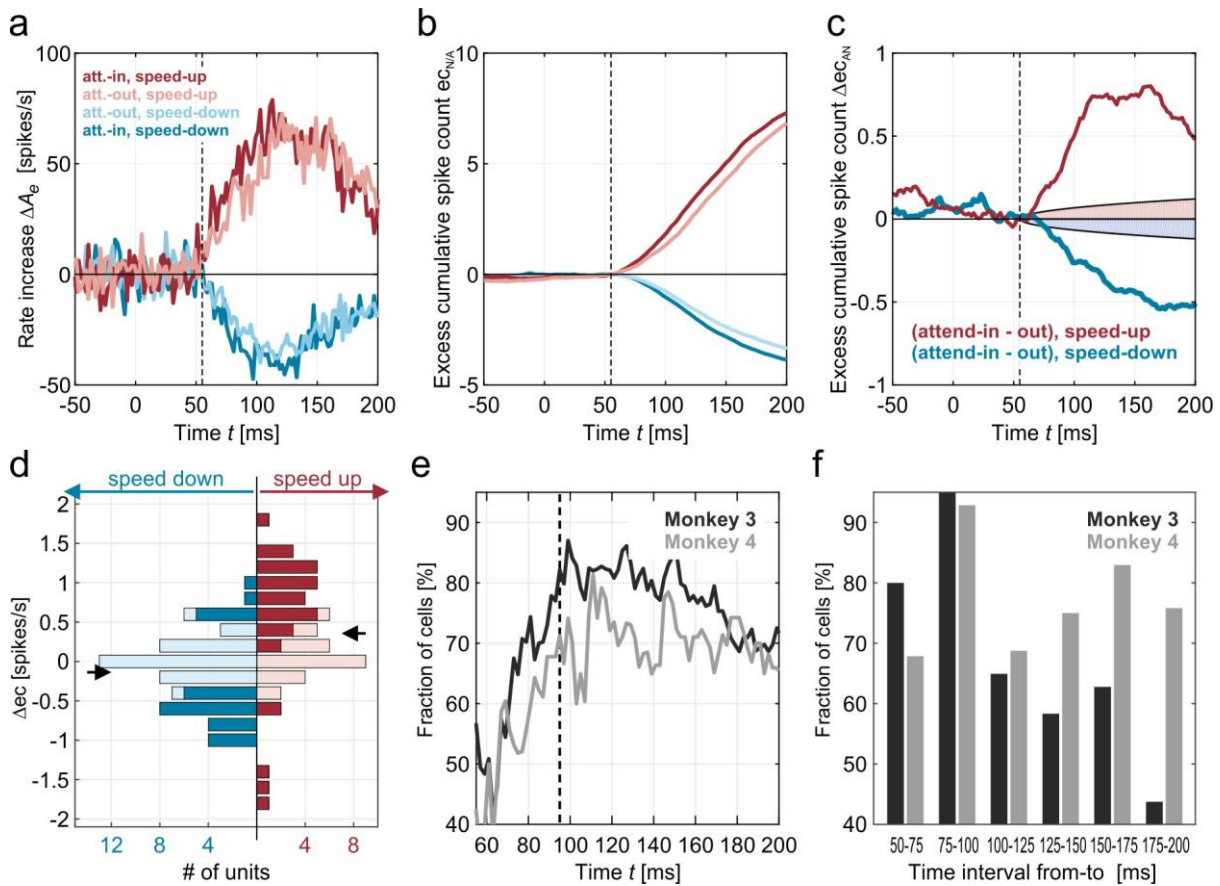 a
100
50
0
-50
Rate increase ΔAe [spikes/s]
att.-in, speed-up
att.-out, speed-up
att.-out, speed-down
att.-in, speed-down
-50 0 50 100 150 200
Time t [ms]
b
10
5
0
-5
Excess cumulative spike count ecN/A
-50 0 50 100 150 200
Time t [ms]
c
1
0.5
0
-0.5
-1
Excess cumulative spike count ΔecAN
(attend-in - out), speed-up
(attend-in - out), speed-down
-50 0 50 100 150 200
Time t [ms]
d
speed down speed up
2
1.5
1
0.5
0
-0.5
-1
-1.5
-2
Δec [spikes/s]
12 8 4 4 8
# of units
e
90
80
70
60
50
40
Fraction of cells [%]
Monkey 3
Monkey 4
60 80 100 120 140 160 180 200
Time t [ms]
f
90
80
70
60
50
40
Fraction of cells [%]
Monkey 3
Monkey 4
50-75 75-100 100-125 125-150 150-175 175-200
Time interval from-to [ms]